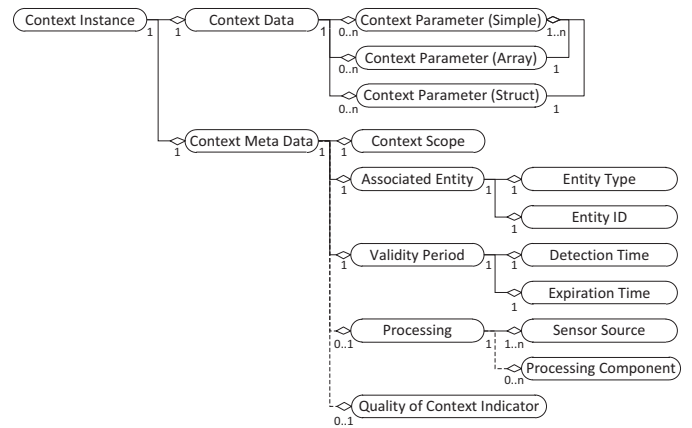 Context Instance
1
1
Context Data
1
0..n
Context Parameter (Simple)
1..n
0..n
Context Parameter (Array)
1
0..n
Context Parameter (Struct)
1
1
Context Meta Data
1
1
Context Scope
1
Associated Entity
1
1
Entity Type
1
Entity ID
1
Validity Period
1
1
Detection Time
1
Expiration Time
0..1
Processing
1
1..n
Sensor Source
0..n
Processing Component
0..1
Quality of Context Indicator